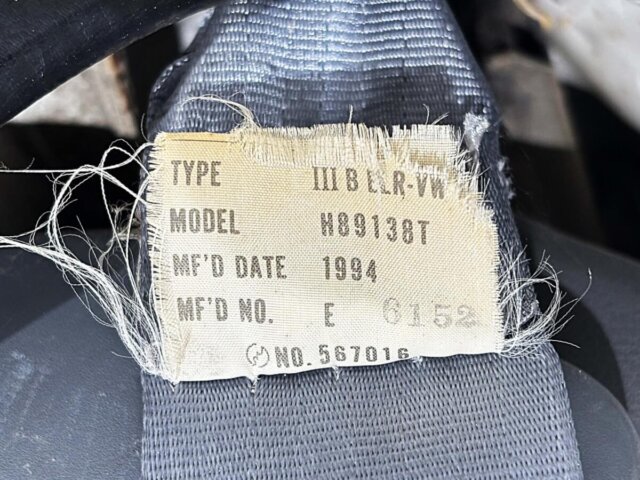 TYPE III B ELR-VW
MODEL H89138T
MF'D DATE 1994
MF'D NO. E 6152
NO. 567016